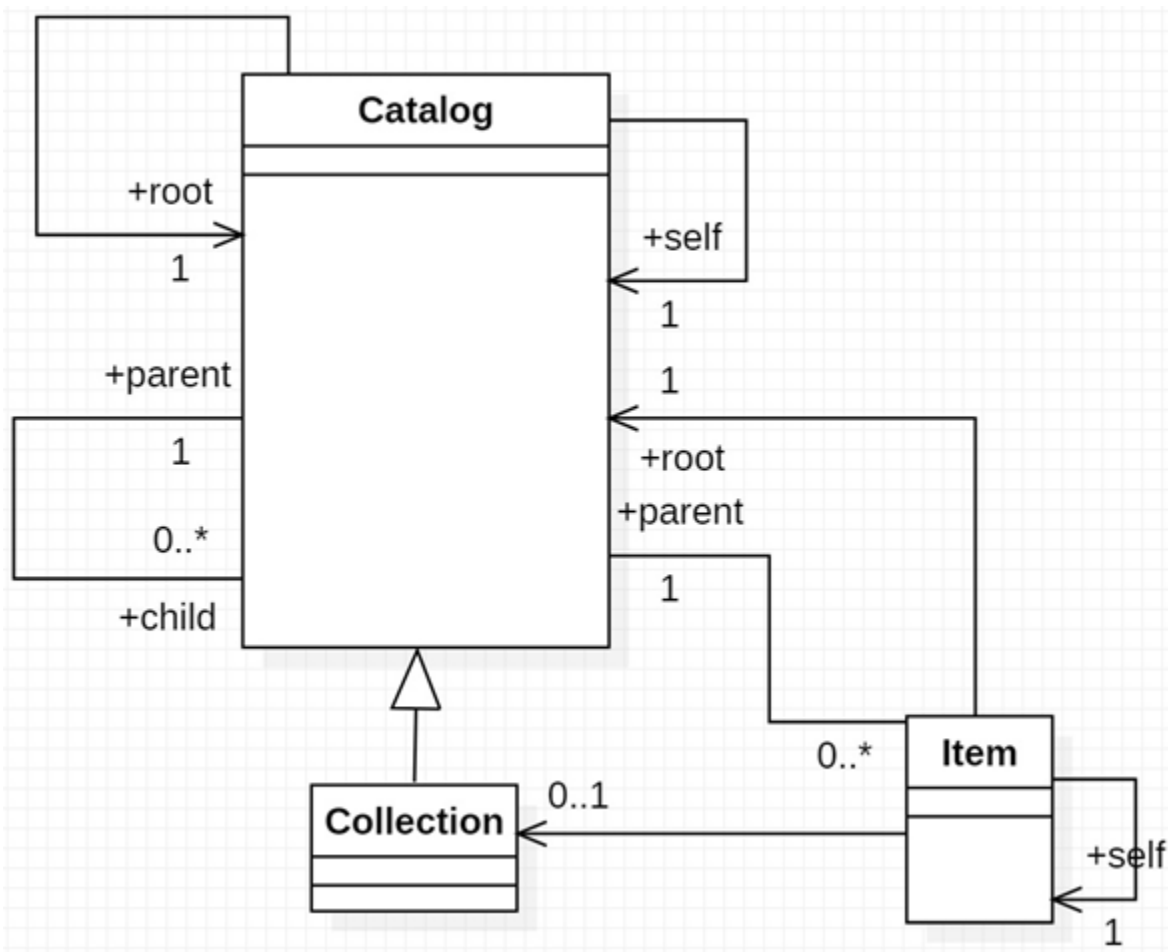 Catalog
+root
1
+self
1
+parent
1
1
+root
+parent
1
0..*
+child
0..*
Item
0..1
Collection
+self
1